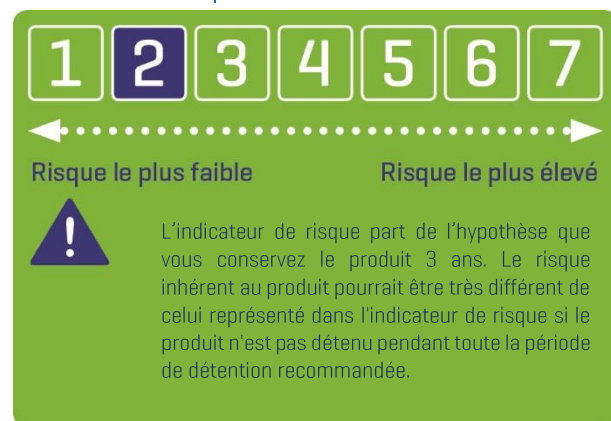 1 2 3 4 5 6 7
Risque le plus faible Risque le plus élevé
!
L'indicateur de risque part de l'hypothèse que
vous conservez le produit 3 ans. Le risque
inhérent au produit pourrait être très différent de
celui représenté dans l'indicateur de risque si le
produit n'est pas détenu pendant toute la période
de détention recommandée.